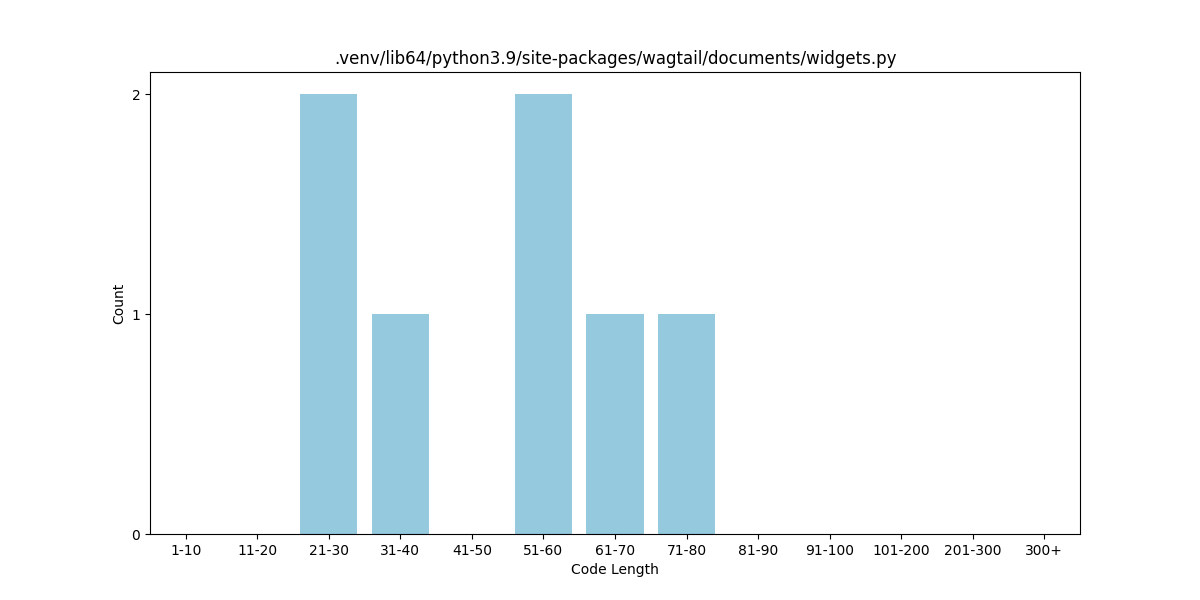 .venv/lib64/python3.9/site-packages/wagtail/documents/widgets.py
2
1
0
Count
1-10 11-20 21-30 31-40 41-50 51-60 61-70 71-80 81-90 91-100 101-200 201-300 300+
Code Length